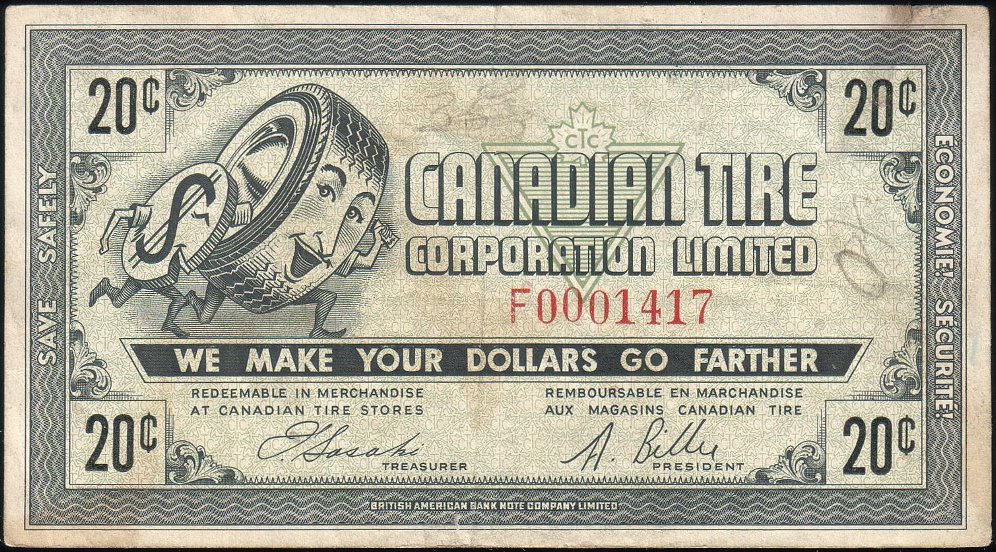 20¢
20¢
CTC
$
CANADIAN TIRE
CORPORATION LIMITED
F0001417
SAVE SAFELY
ÉCONOMIE! SÉCURITÉ!
WE MAKE YOUR DOLLARS GO FARTHER
REDEEMABLE IN MERCHANDISE
AT CANADIAN TIRE STORES
REMBOURSABLE EN MARCHANDISE
AUX MAGASINS CANADIAN TIRE
20¢
20¢
TREASURER
A. Billes
PRESIDENT
BRITISH AMERICAN BANK NOTE COMPANY LIMITED